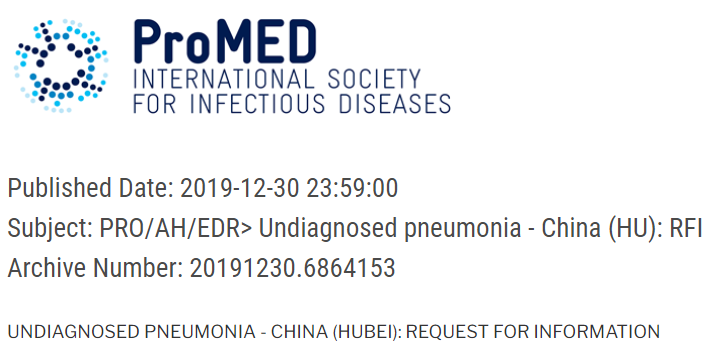 ProMED
INTERNATIONAL SOCIETY
FOR INFECTIOUS DISEASES
Published Date: 2019-12-30 23:59:00
Subject: PRO/AH/EDR> Undiagnosed pneumonia - China (HU): RFI
Archive Number: 20191230.6864153
UNDIAGNOSED PNEUMONIA - CHINA (HUBEI): REQUEST FOR INFORMATION